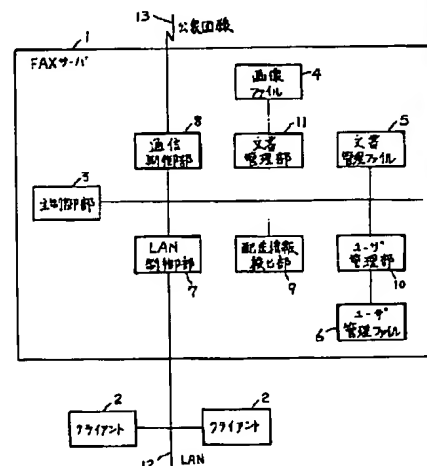 13
公衆回線
1
FAXサーバ
画像
ファイル
4
8
11
5
通信
制御部
文書
管理部
文書
管理ファイル
3
主制御部
LAN
制御部
7
配送情報
検出部
9
ユーザ
管理部
10
6
ユーザ
管理ファイル
2
2
クライアント
クライアント
12
LAN